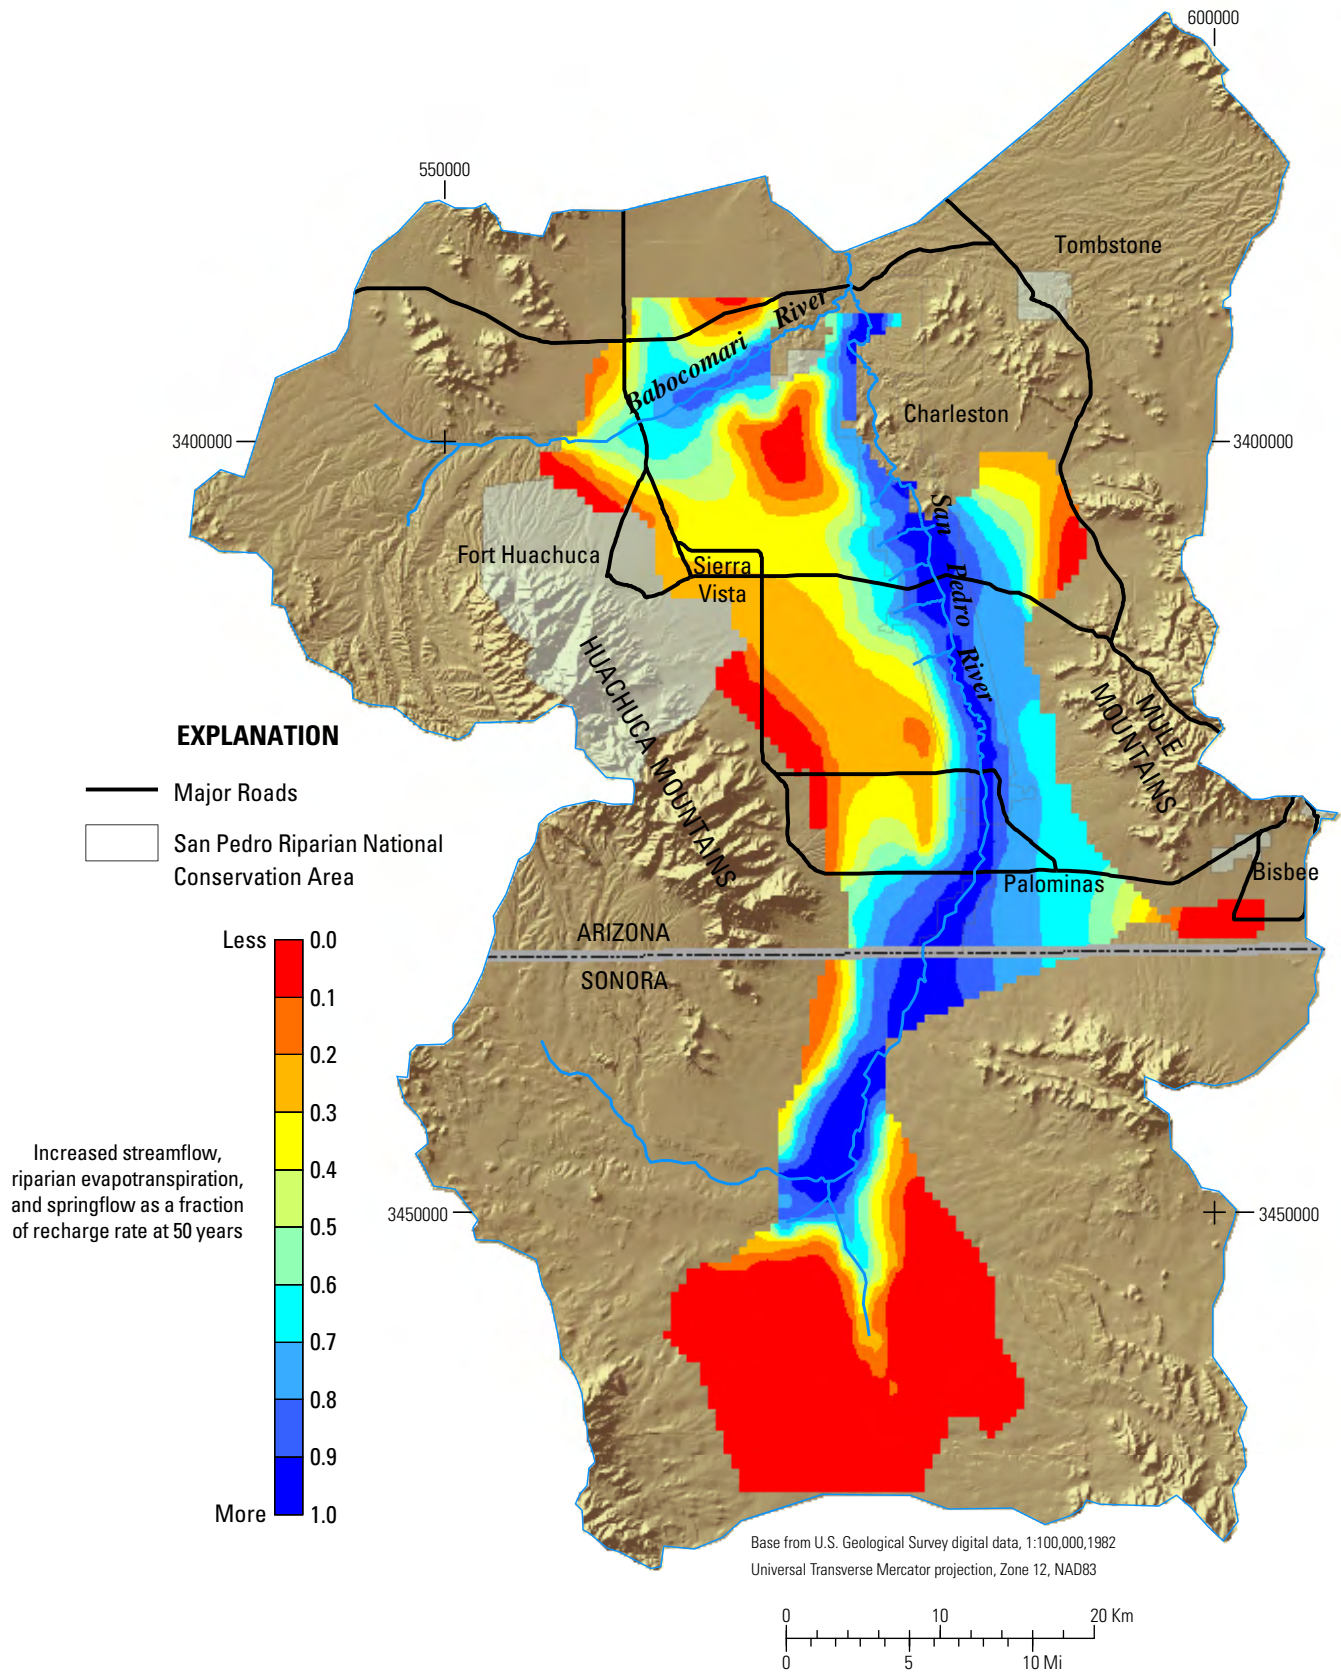 600000
550000
Tombstone
Babocomari River
Charleston
3400000
3400000
San Pedro River
Fort Huachuca
Sierra
Vista
HUACHUCA MOUNTAINS
MULE
MOUNTAINS
EXPLANATION
Major Roads
San Pedro Riparian National
Conservation Area
Bisbee
Palominas
ARIZONA
SONORA
Less
0.0
0.1
0.2
0.3
0.4
0.5
0.6
0.7
0.8
0.9
More
1.0
Increased streamflow,
riparian evapotranspiration,
and springflow as a fraction
of recharge rate at 50 years
3450000
3450000
Base from U.S. Geological Survey digital data, 1:100,000,1982
Universal Transverse Mercator projection, Zone 12, NAD83
0 10 20 Km
0 5 10 Mi